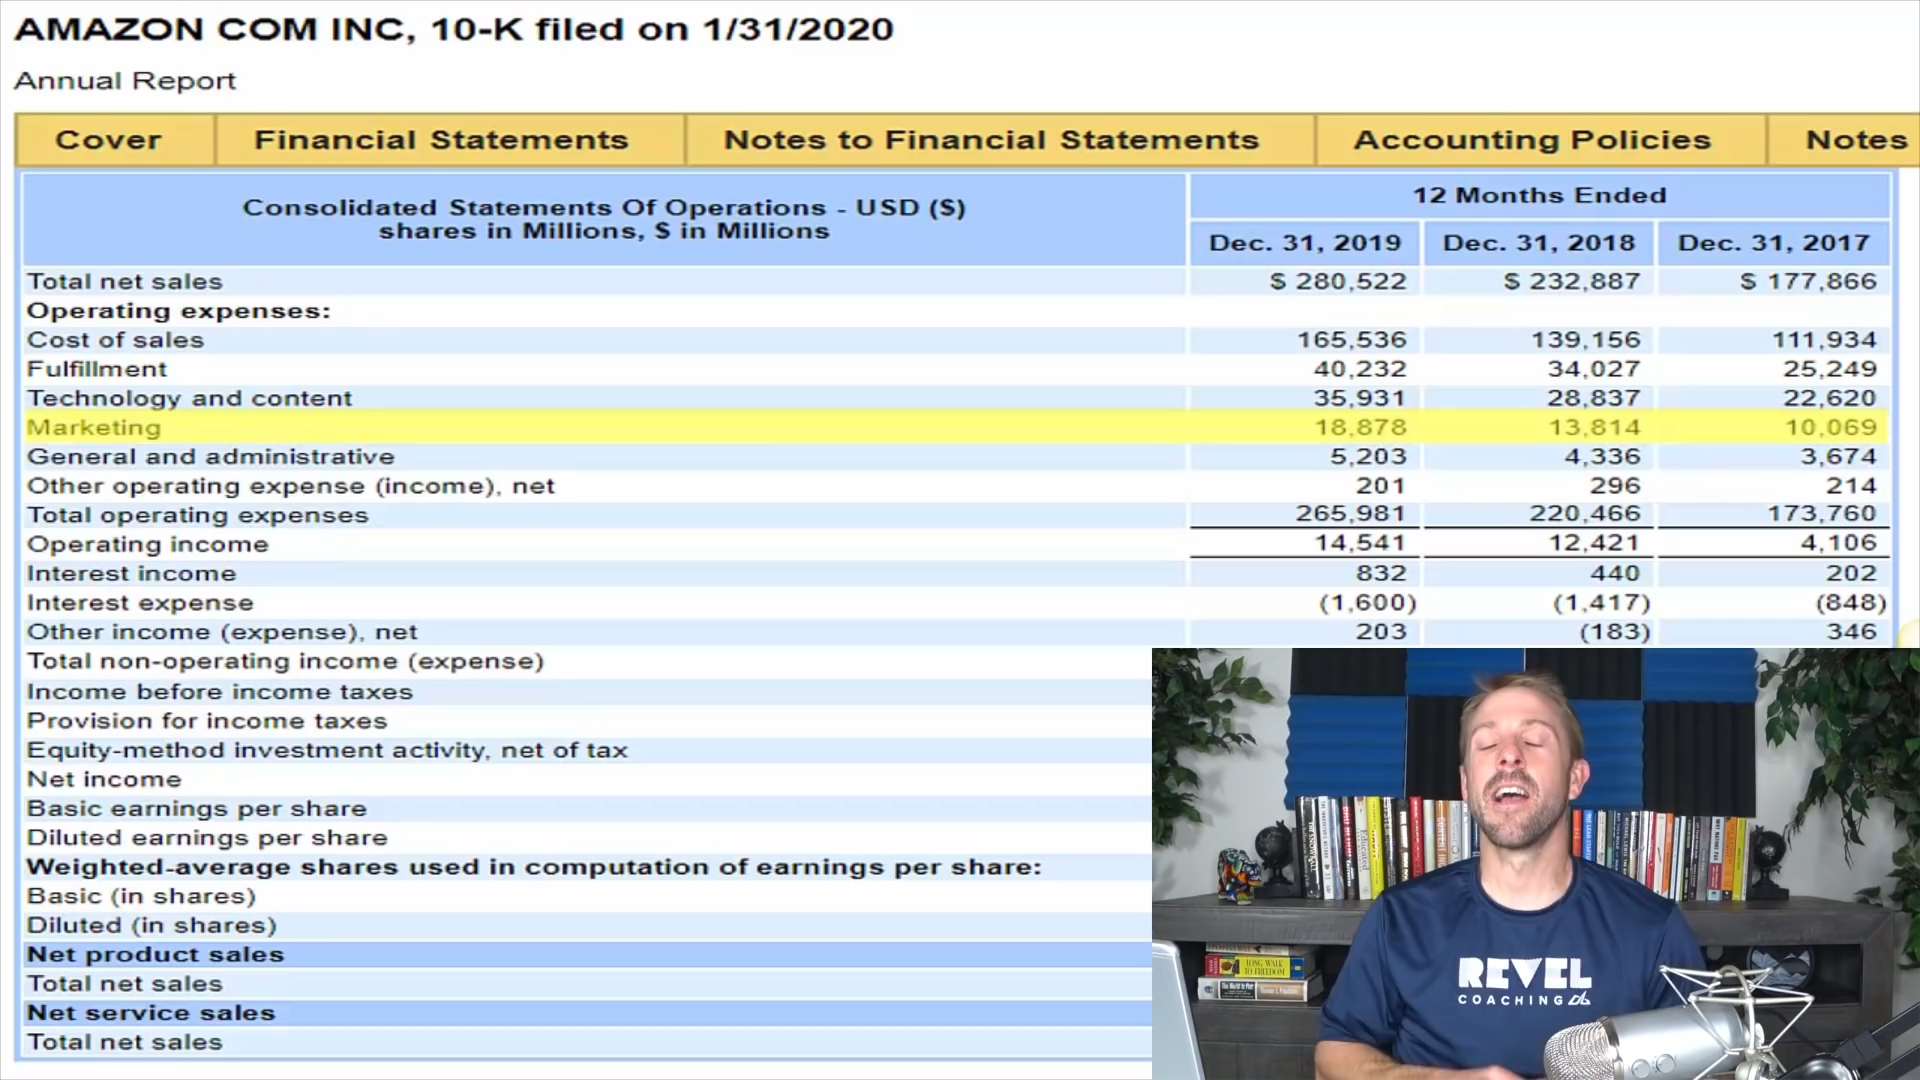 AMAZON COM INC, 10-K filed on 1/31/2020
Annual Report
Cover Financial Statements Notes to Financial Statements Accounting Policies Notes
Consolidated Statements Of Operations - USD ($)
shares in Millions, $ in Millions
12 Months Ended
Dec. 31, 2019 Dec. 31, 2018 Dec. 31, 2017
Total net sales $ 280,522 $ 232,887 $ 177,866
Operating expenses:
Cost of sales 165,536 139,156 111,934
Fulfillment 40,232 34,027 25,249
Technology and content 35,931 28,837 22,620
Marketing 18,878 13,814 10,069
General and administrative 5,203 4,336 3,674
Other operating expense (income), net 201 296 214
Total operating expenses 265,981 220,466 173,760
Operating income 14,541 12,421 4,106
Interest income 832 440 202
Interest expense (1,600) (1,417) (848)
Other income (expense), net 203 (183) 346
Total non-operating income (expense)
Income before income taxes
Provision for income taxes
Equity-method investment activity, net of tax
Net income
Basic earnings per share
Diluted earnings per share
Weighted-average shares used in computation of earnings per share:
Basic (in shares)
Diluted (in shares)
Net product sales
Total net sales
Net service sales
Total net sales
REVEL
COACHING
LONG WALK
TO FREEDOM
The World Is Flat